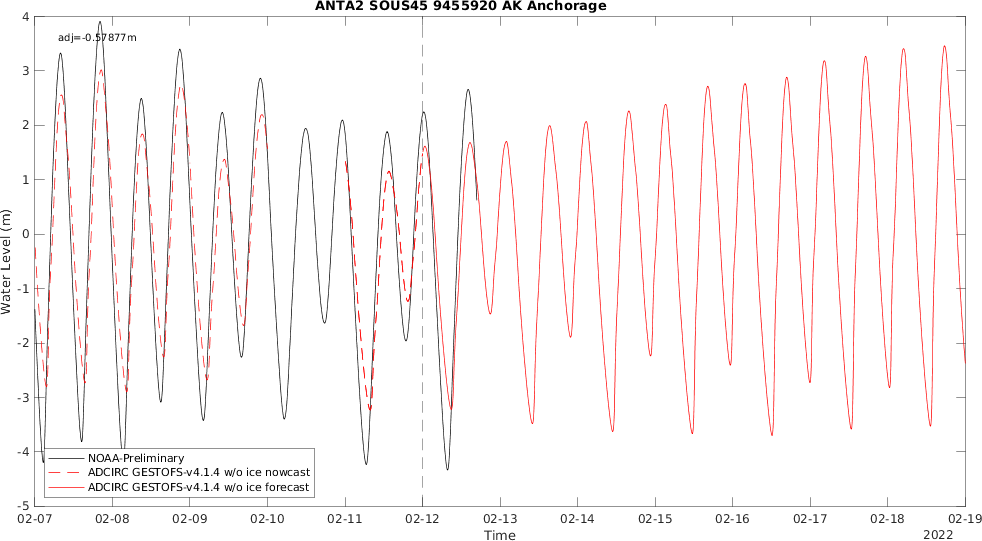 ANTA2 SOUS45 9455920 AK Anchorage
adj=-0.57877m
4
3
2
1
0
-1
-2
-3
-4
-5
Water Level (m)
NOAA-Preliminary
ADCIRC GESTOFS-v4.1.4 w/o ice nowcast
ADCIRC GESTOFS-v4.1.4 w/o ice forecast
02-07 02-08 02-09 02-10 02-11 02-12 02-13 02-14 02-15 02-16 02-17 02-18 02-19
Time
2022